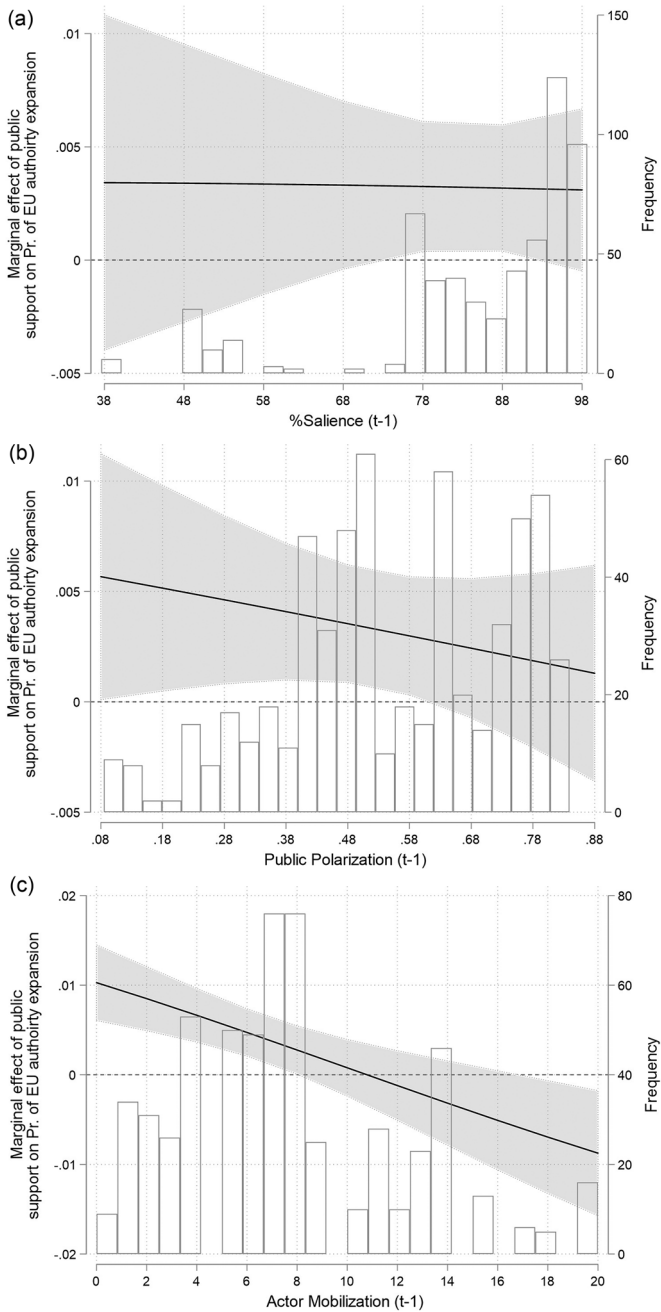 (a)
Marginal effect of public
support on Pr. of EU authoirty expansion
.01
.005
0
-.005
150
100
50
0
Frequency
38 48 58 68 78 88 98
%Salience (t-1)
(b)
Marginal effect of public
support on Pr. of EU authoirty expansion
.01
.005
0
-.005
60
40
20
0
Frequency
.08 .18 .28 .38 .48 .58 .68 .78 .88
Public Polarization (t-1)
(c)
Marginal effect of public
support on Pr. of EU authoirty expansion
.02
.01
0
-.01
-.02
80
60
40
20
0
Frequency
0 2 4 6 8 10 12 14 16 18 20
Actor Mobilization (t-1)